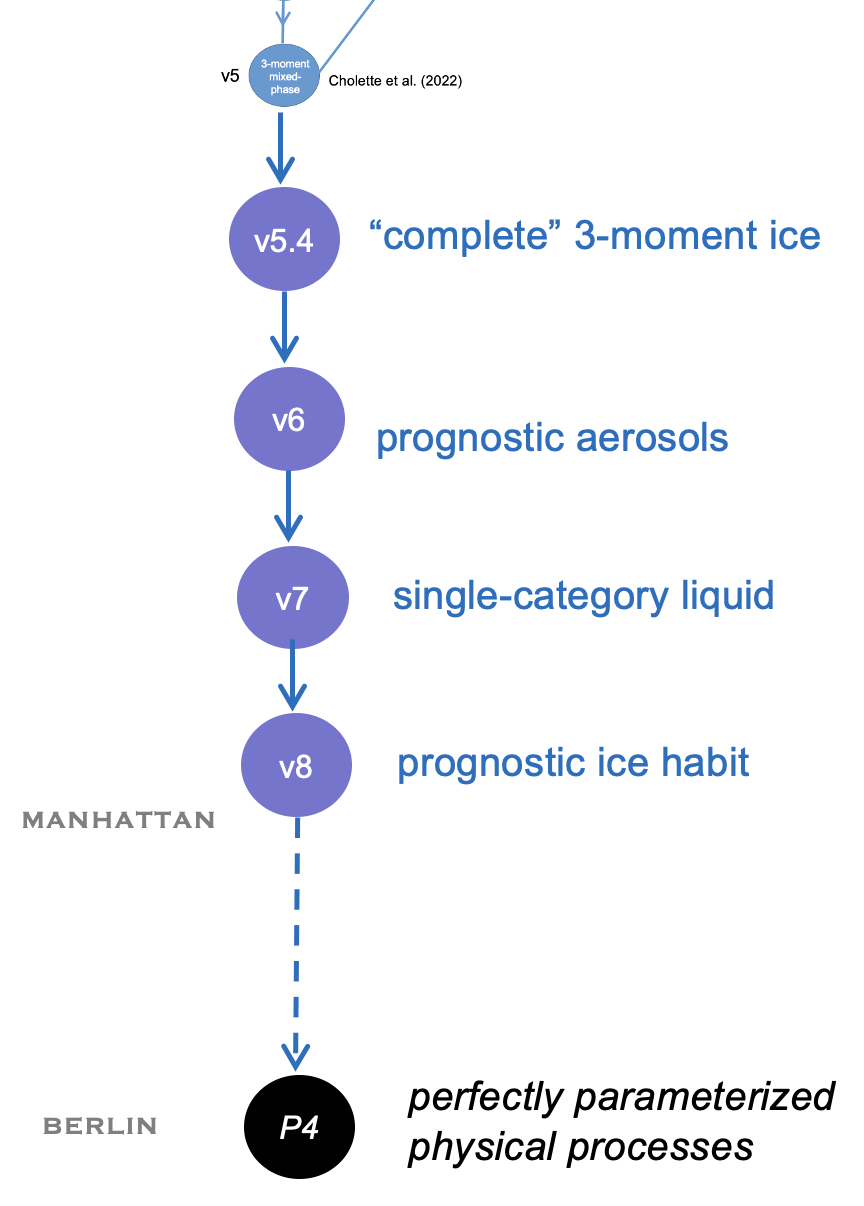 v5
3-moment
mixed-
phase
Cholette et al. (2022)
v5.4
“complete” 3-moment ice
v6
prognostic aerosols
v7
single-category liquid
v8
prognostic ice habit
MANHATTAN
BERLIN
P4
perfectly parameterized
physical processes